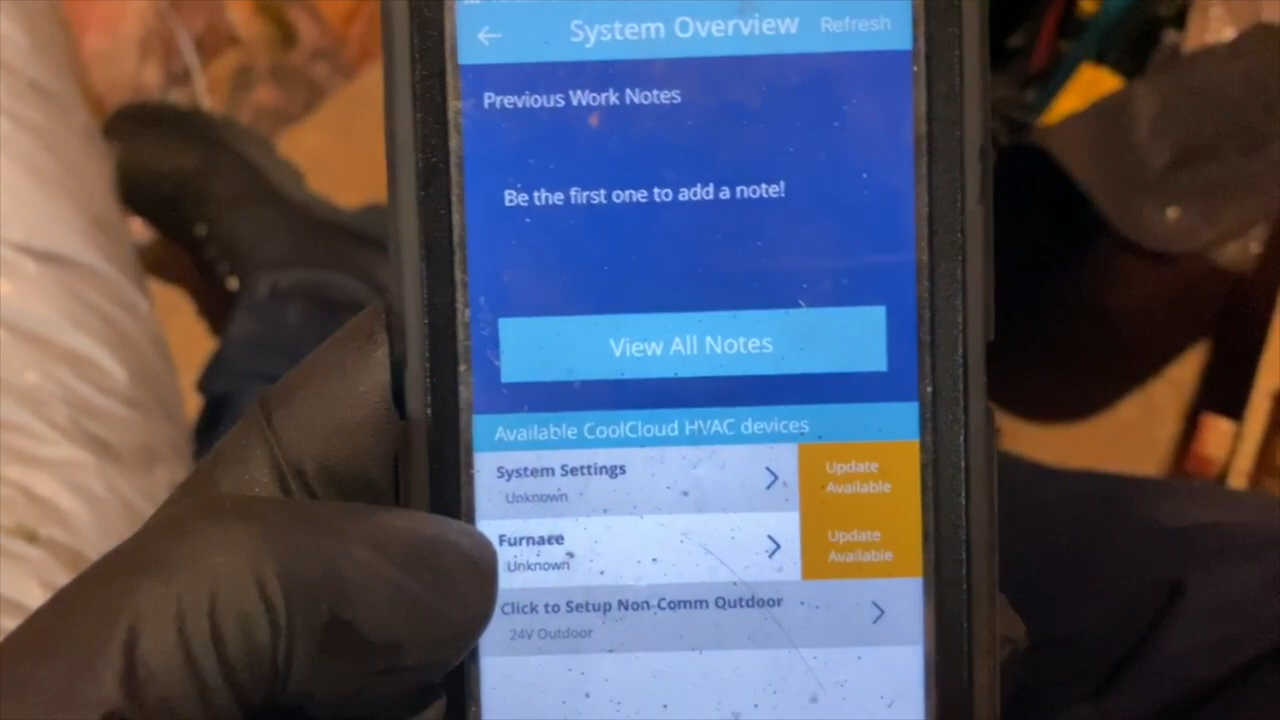 System Overview
Refresh
Previous Work Notes
Be the first one to add a note!
View All Notes
Available CoolCloud HVAC devices
System Settings
Unknown
Update
Available
Furnace
Unknown
Update
Available
Click to Setup Non-Comm Outdoor
24V Outdoor